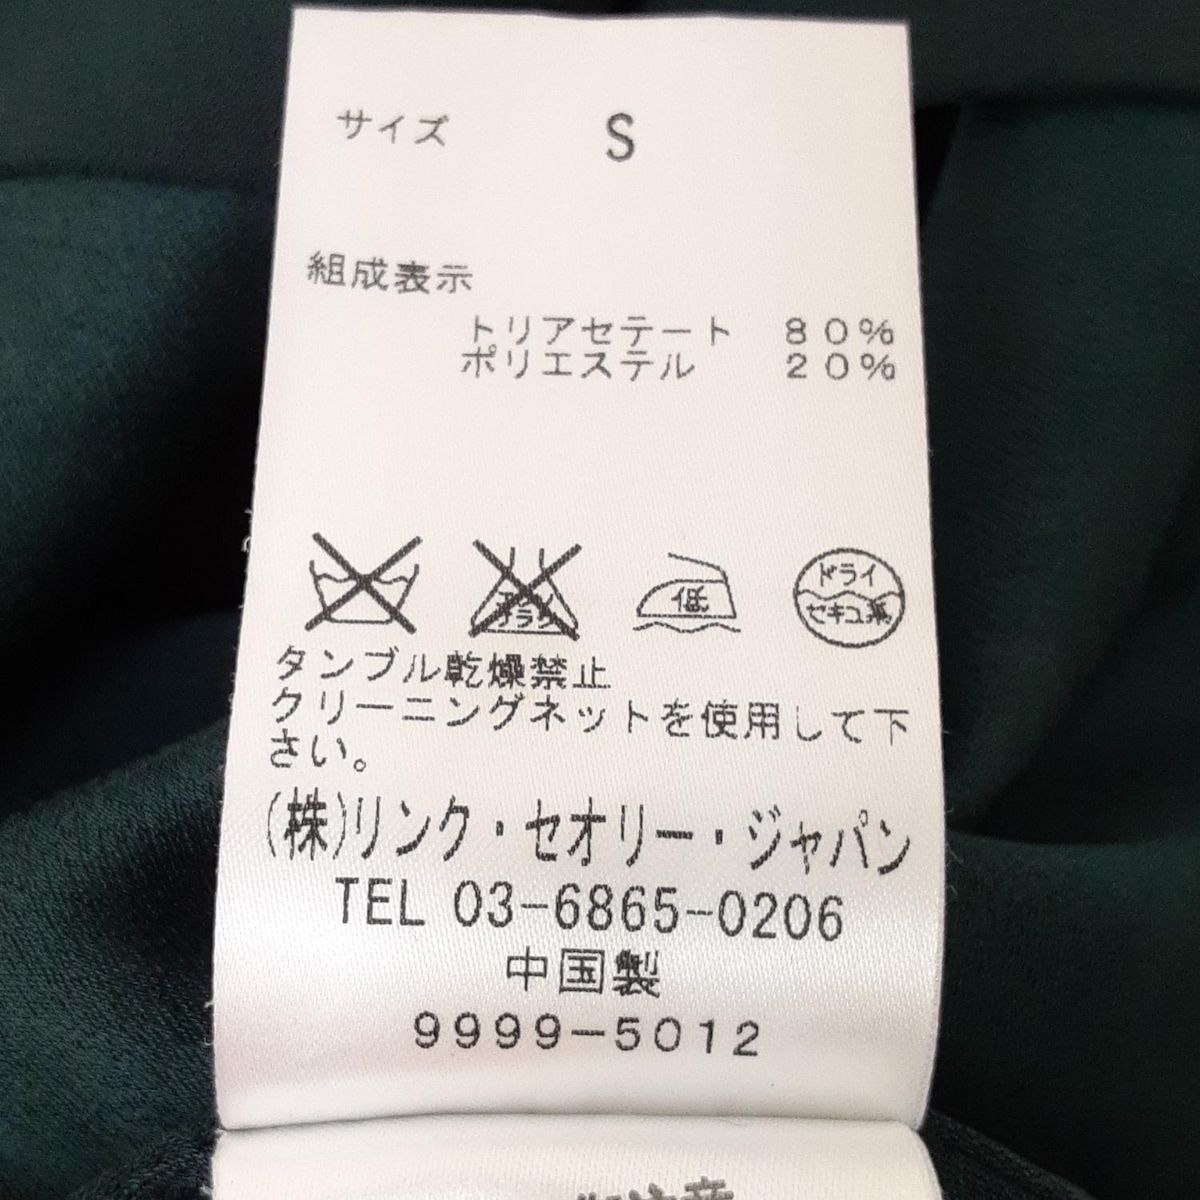 サイズ S
組成表示
トリアセテート 80%
ポリエステル 20%
低
ドライ
セキユ系
タンブル乾燥禁止
クリーニングネットを使用して下
さい。
(株)リンク・セオリー・ジャパン
TEL 03-6865-0206
中国製
9999-5012